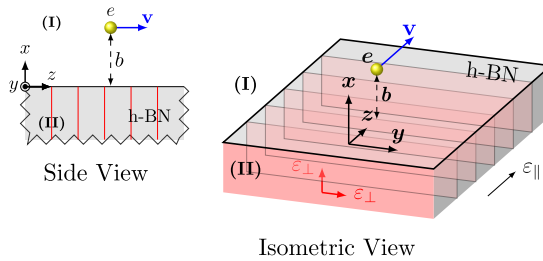 (I)
e
v
x
b
y
z
(II)
h-BN
Side View
e
v
h-BN
(I)
b
x
z
y
(II)
ε⊥
ε⊥
ε∥
Isometric View